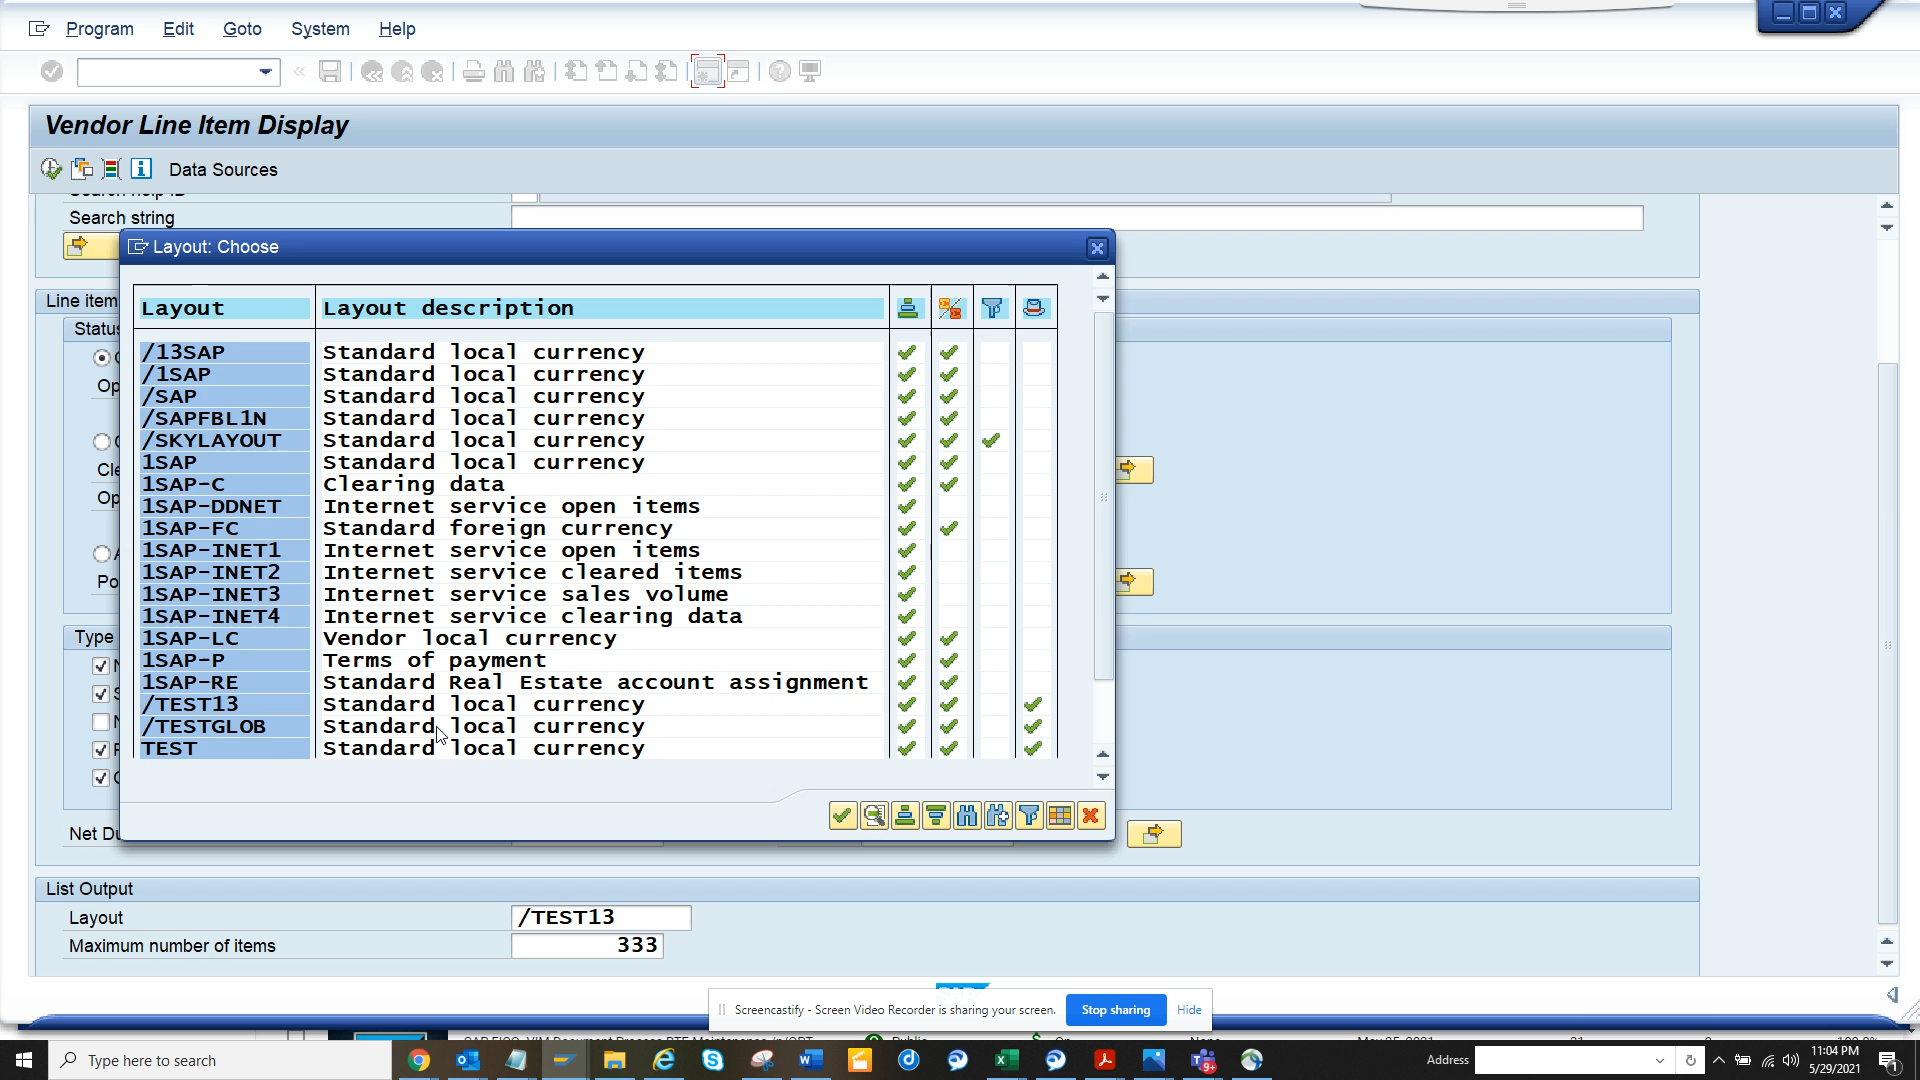 Program Edit Goto System Help
Vendor Line Item Display
Data Sources
Search string
Layout: Choose
Layout Layout description
/13SAP Standard local currency
/1SAP Standard local currency
/SAP Standard local currency
/SAPFBL1N Standard local currency
/SKYLAYOUT Standard local currency
1SAP Standard local currency
1SAP-C Clearing data
1SAP-DDNET Internet service open items
1SAP-FC Standard foreign currency
1SAP-INET1 Internet service open items
1SAP-INET2 Internet service cleared items
1SAP-INET3 Internet service sales volume
1SAP-INET4 Internet service clearing data
1SAP-LC Vendor local currency
1SAP-P Terms of payment
1SAP-RE Standard Real Estate account assignment
/TEST13 Standard local currency
/TESTGLOB Standard local currency
TEST Standard local currency
Line item
Type
List Output
Layout /TEST13
Maximum number of items 333
Screencastify - Screen Video Recorder is sharing your screen. Stop sharing Hide
Type here to search
9+
Address
11:04 PM
5/29/2021
1